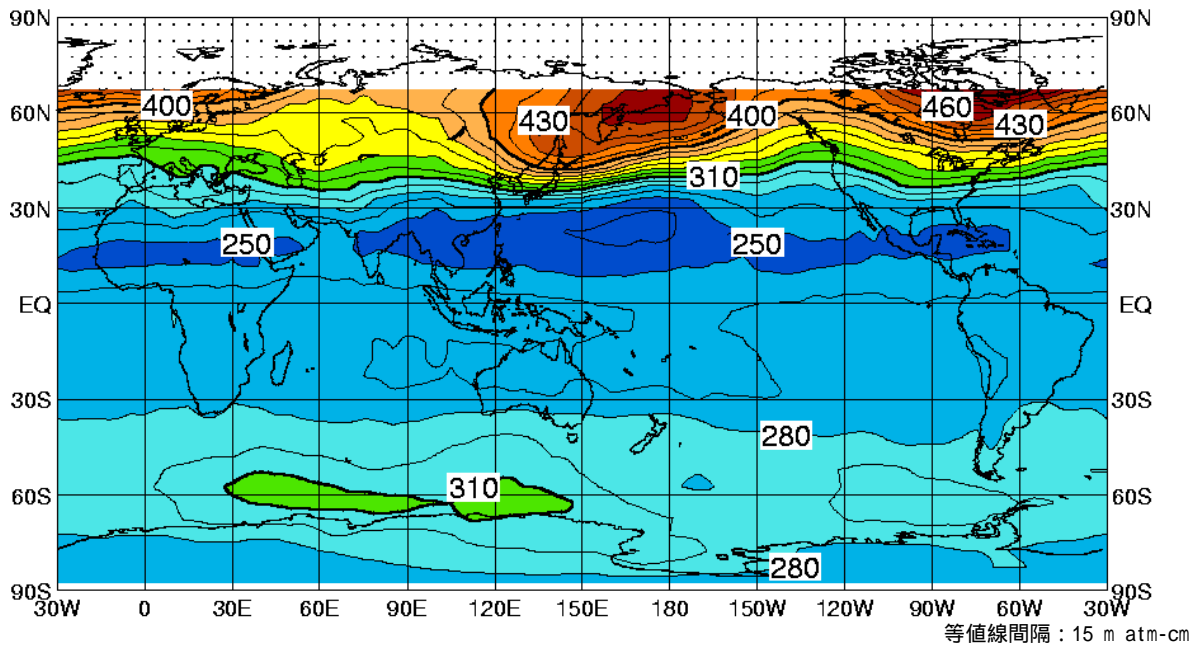 90N 90N
400 460
60N 430 400 430 60N
310
30N 30N
250 250
EQ EQ
30S 30S
280
310
60S 60S
280
90S 90S
30W 0 30E 60E 90E 120E 150E 180 150W 120W 90W 60W 30W
等値線間隔：15 m atm-cm